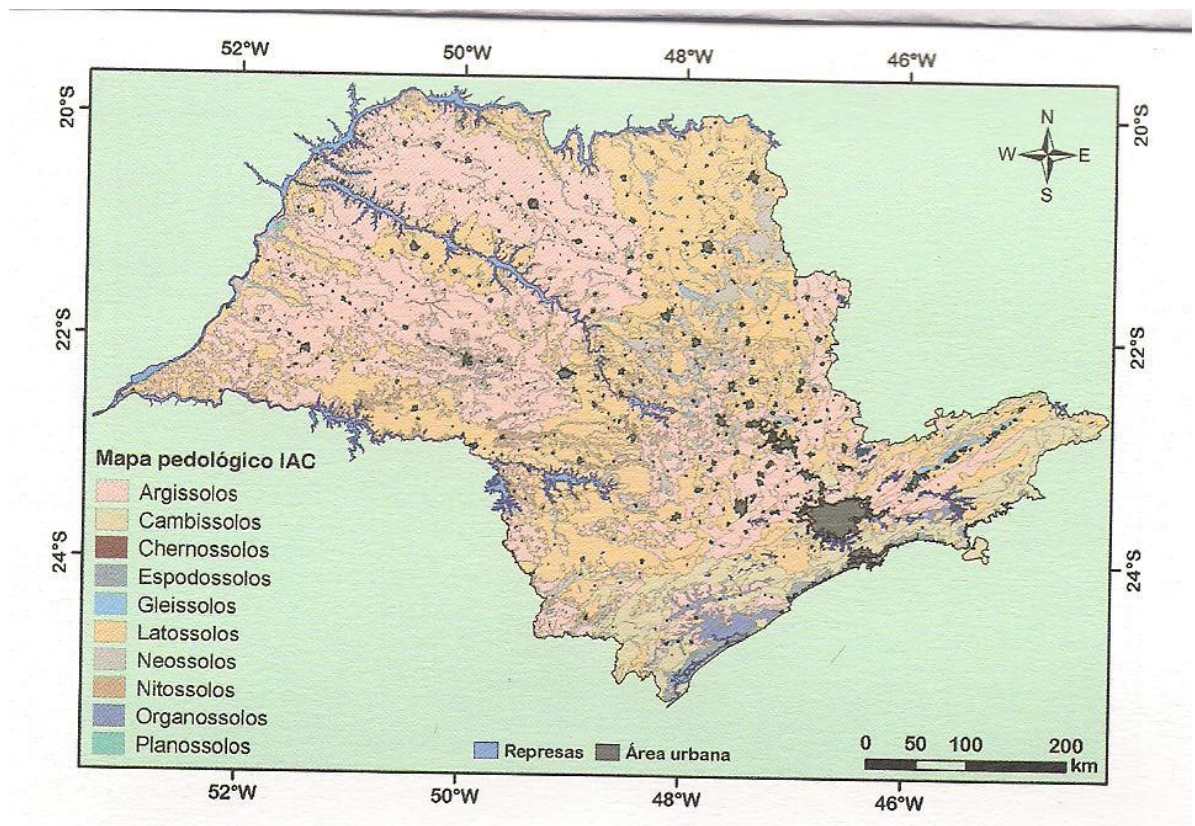 52°W 50°W 48°W 46°W
20°S
20°S
N
W E
S
22°S
22°S
Mapa pedológico IAC
Argissolos
Cambissolos
Chernossolos
24°S
24°S
Espodossolos
Gleissolos
Latossolos
Neossolos
Nitossolos
Organossolos
Planossolos
Represas Área urbana
0 50 100 200
km
52°W 50°W 48°W 46°W